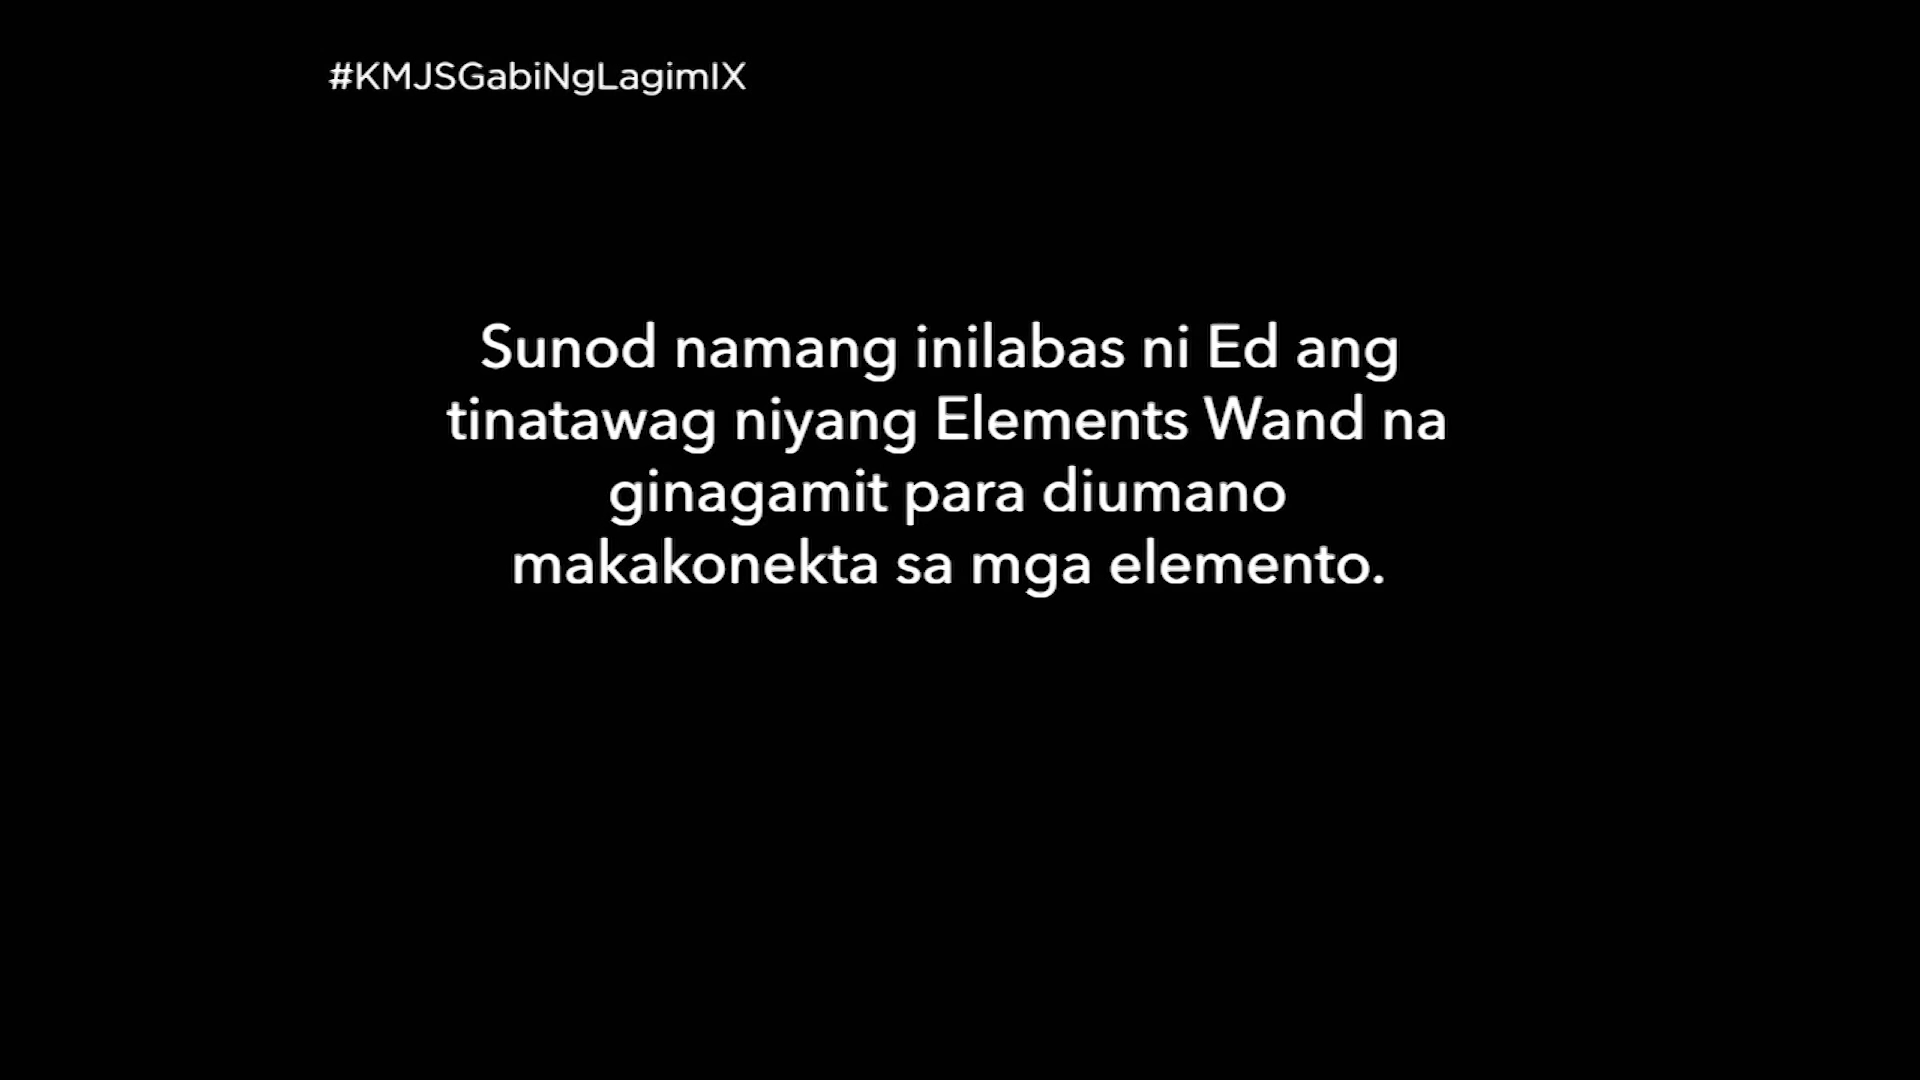 #KMJSGabiNgLagimIX
Sunod namang inilabas ni Ed ang
tinatawag niyang Elements Wand na
ginagamit para diumano
makakonekta sa mga elemento.